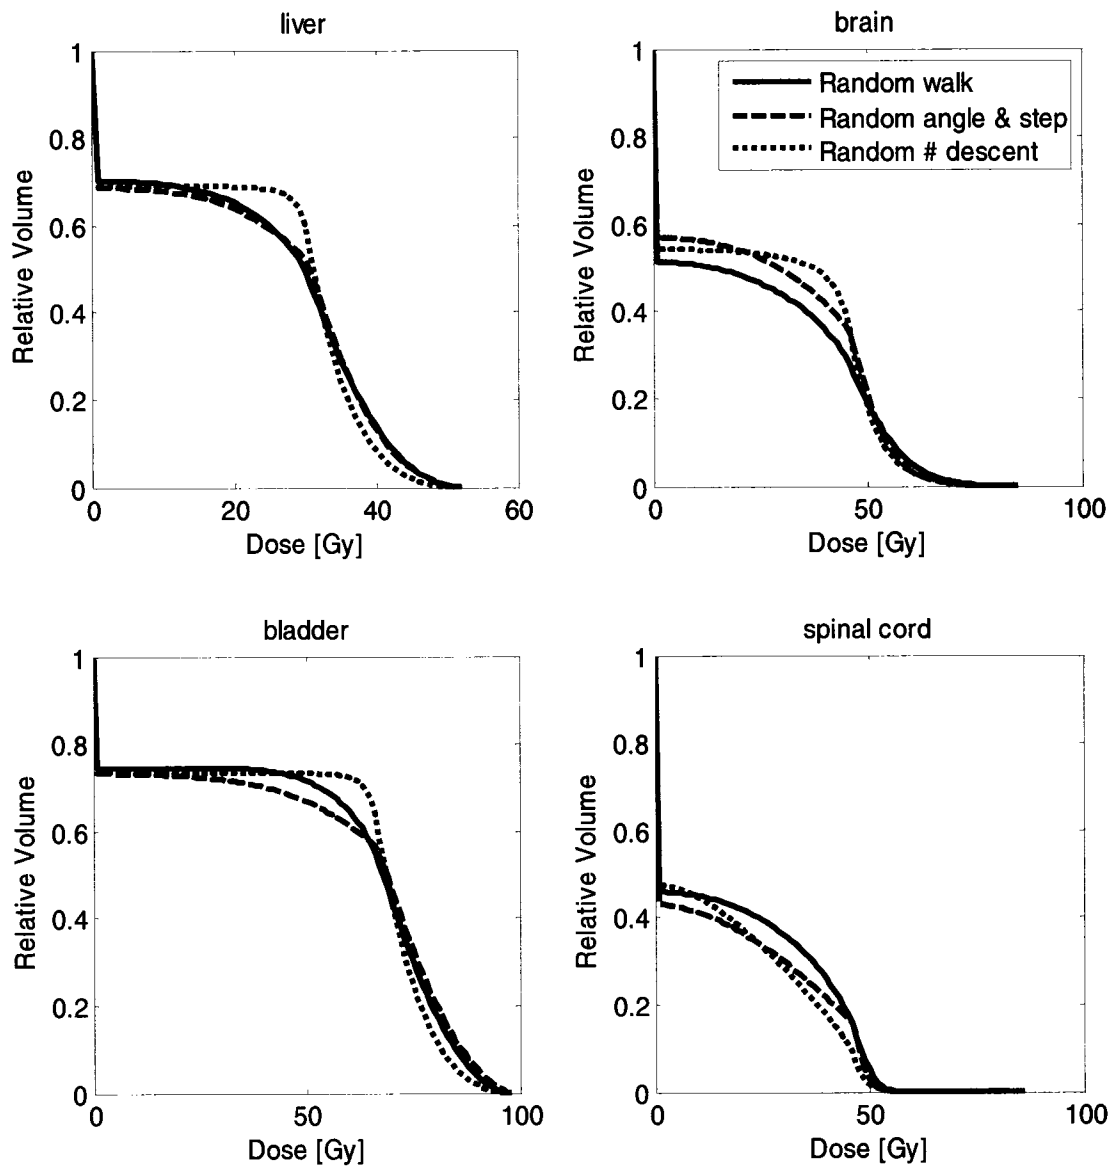 liver
1
0.8
0.6
0.4
0.2
0
Relative Volume
0 20 40 60
Dose [Gy]
brain
Random walk
Random angle & step
Random # descent
1
0.8
0.6
0.4
0.2
0
Relative Volume
0 50 100
Dose [Gy]
bladder
1
0.8
0.6
0.4
0.2
0
Relative Volume
0 50 100
Dose [Gy]
spinal cord
1
0.8
0.6
0.4
0.2
0
Relative Volume
0 50 100
Dose [Gy]